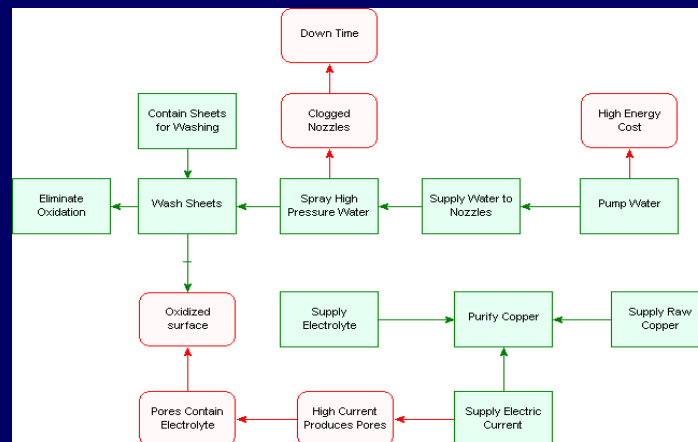 Down Time
Contain Sheets
for Washing
Clogged
Nozzles
High Energy
Cost
Eliminate
Oxidation
Wash Sheets
Spray High
Pressure Water
Supply Water to
Nozzles
Pump Water
Oxidized
surface
Supply
Electrolyte
Purify Copper
Supply Raw
Copper
Pores Contain
Electrolyte
High Current
Produces Pores
Supply Electric
Current